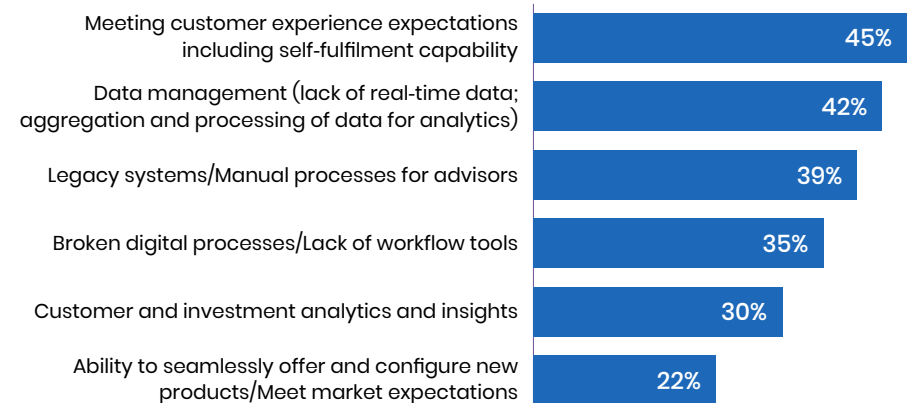 Meeting customer experience expectations
including self-fulfilment capability
45%
Data management (lack of real-time data;
aggregation and processing of data for analytics)
42%
Legacy systems/Manual processes for advisors
39%
Broken digital processes/Lack of workflow tools
35%
Customer and investment analytics and insights
30%
Ability to seamlessly offer and configure new
products/Meet market expectations
22%